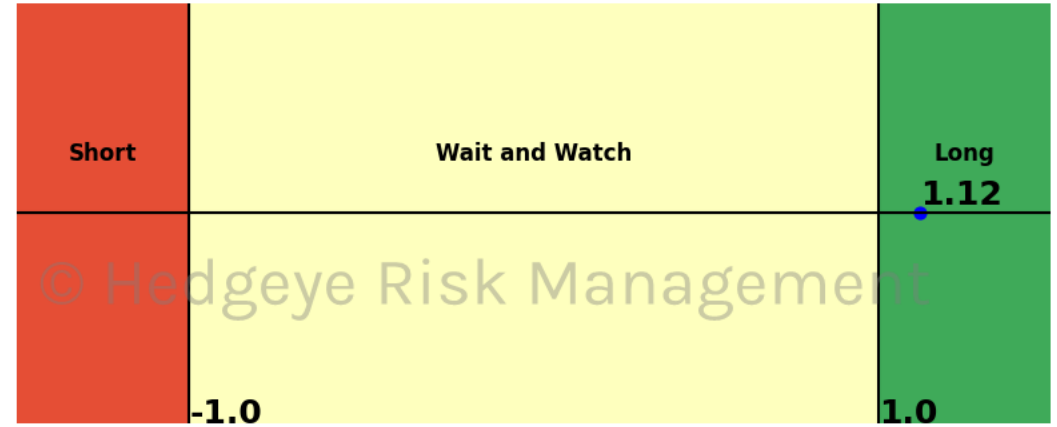 Short
Wait and Watch
Long
1.12
© Hedgeye Risk Management
-1.0
1.0